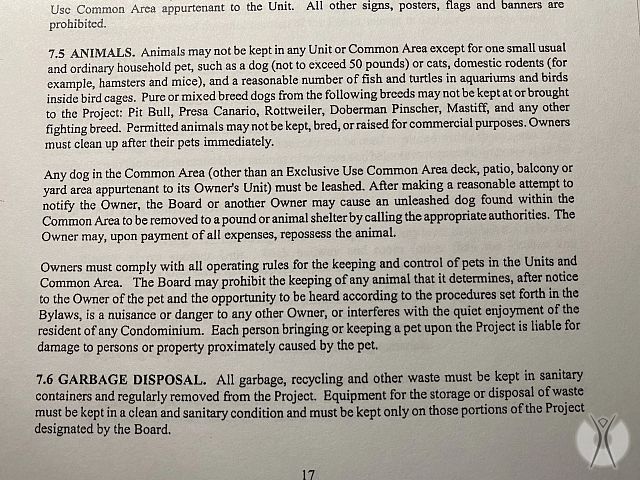 Use Common Area appurtenant to the Unit. All other signs, posters, flags and banners are
prohibited.
7.5 ANIMALS. Animals may not be kept in any Unit or Common Area except for one small usual
and ordinary household pet, such as a dog (not to exceed 50 pounds) or cats, domestic rodents (for
example, hamsters and mice), and a reasonable number of fish and turtles in aquariums and birds
inside bird cages. Pure or mixed breed dogs from the following breeds may not be kept at or brought
to the Project: Pit Bull, Presa Canario, Rottweiler, Doberman Pinscher, Mastiff, and any other
fighting breed. Permitted animals may not be kept, bred, or raised for commercial purposes. Owners
must clean up after their pets immediately.
Any dog in the Common Area (other than an Exclusive Use Common Area deck, patio, balcony or
yard area appurtenant to its Owner's Unit) must be leashed. After making a reasonable attempt to
notify the Owner, the Board or another Owner may cause an unleashed dog found within the
Common Area to be removed to a pound or animal shelter by calling the appropriate authorities. The
Owner may, upon payment of all expenses, repossess the animal.
Owners must comply with all operating rules for the keeping and control of pets in the Units and
Common Area. The Board may prohibit the keeping of any animal that it determines, after notice
to the Owner of the pet and the opportunity to be heard according to the procedures set forth in the
Bylaws, is a nuisance or danger to any other Owner, or interferes with the quiet enjoyment of the
resident of any Condominium. Each person bringing or keeping a pet upon the Project is liable for
damage to persons or property proximately caused by the pet.
7.6 GARBAGE DISPOSAL. All garbage, recycling and other waste must be kept in sanitary
containers and regularly removed from the Project. Equipment for the storage or disposal of waste
must be kept in a clean and sanitary condition and must be kept only on those portions of the Project
designated by the Board.
17